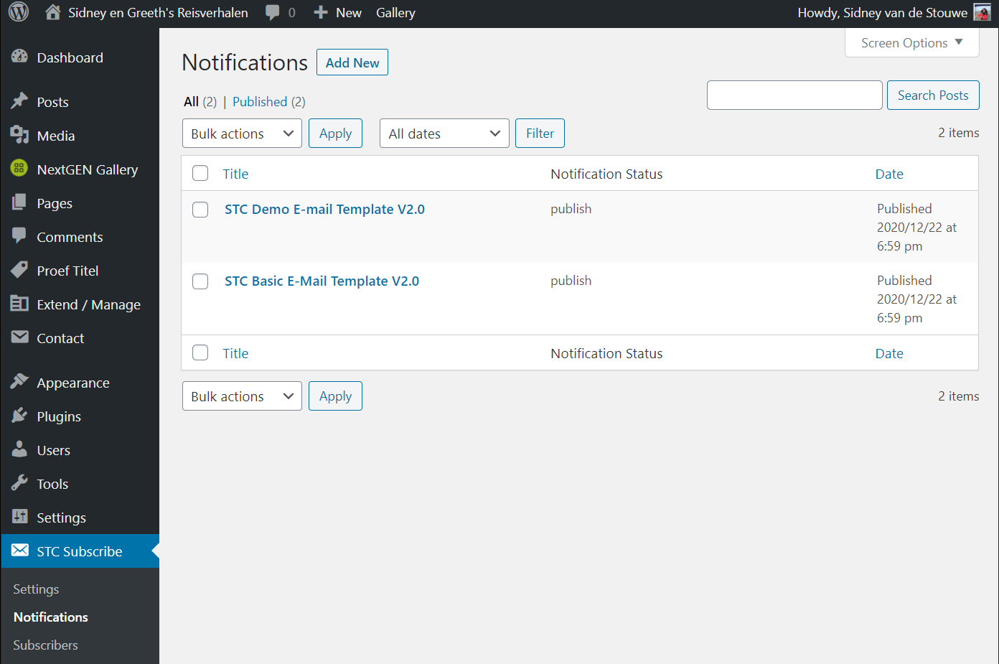 Sidney en Greeth's Reisverhalen 0 New Gallery Howdy, Sidney van de Stouwe
Screen Options
Dashboard
Posts
Media
NextGEN Gallery
Pages
Comments
Proef Titel
Extend / Manage
Contact
Appearance
Plugins
Users
Tools
Settings
STC Subscribe
Settings
Notifications
Subscribers
Notifications Add New
All (2) | Published (2)
Search Posts
Bulk actions Apply All dates Filter 2 items
Title Notification Status Date
STC Demo E-mail Template V2.0 publish Published
2020/12/22 at
6:59 pm
STC Basic E-Mail Template V2.0 publish Published
2020/12/22 at
6:59 pm
Title Notification Status Date
Bulk actions Apply 2 items